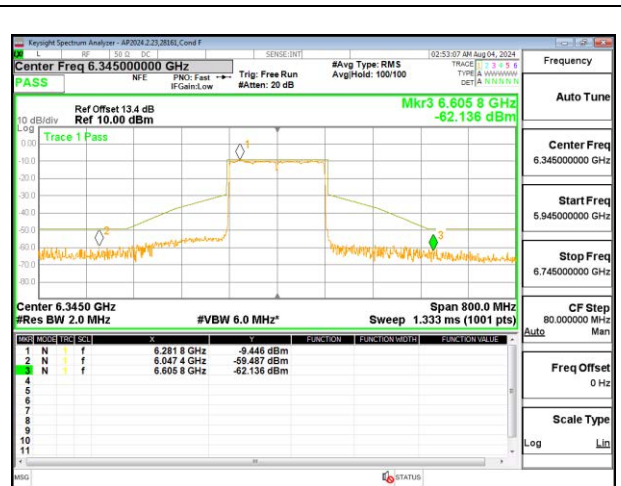 Keysight Spectrum Analyzer - AP2024.2.23,28161,Cond F
L RF 50 Ω DC SENSE:INT 02:53:07 AM Aug 04, 2024
Center Freq 6.345000000 GHz
NFE PNO: Fast Trig: Free Run
IFGain:Low #Atten: 20 dB
#Avg Type: RMS
Avg|Hold: 100/100
TRACE 1 2 3 4 5 6
TYPE A WWWWW
DET A N N N N N
PASS
Frequency
Auto Tune
Ref Offset 13.4 dB
10 dB/div Ref 10.00 dBm
Mkr3 6.605 8 GHz
-62.136 dBm
Log
Trace 1 Pass
0.00
-10.0
-20.0
-30.0
-40.0
-50.0
-60.0
-70.0
-80.0
1
2
3
Center 6.3450 GHz Span 800.0 MHz
#Res BW 2.0 MHz #VBW 6.0 MHz* Sweep 1.333 ms (1001 pts)
MKR MODE TRC SCL X Y FUNCTION FUNCTION WIDTH FUNCTION VALUE
1 N 1 f 6.281 8 GHz -9.446 dBm
2 N 1 f 6.047 4 GHz -59.487 dBm
3 N 1 f 6.605 8 GHz -62.136 dBm
4
5
6
7
8
9
10
11
Center Freq
6.345000000 GHz
Start Freq
5.945000000 GHz
Stop Freq
6.745000000 GHz
CF Step
80.000000 MHz
Auto Man
Freq Offset
0 Hz
Scale Type
Log Lin
MSG STATUS